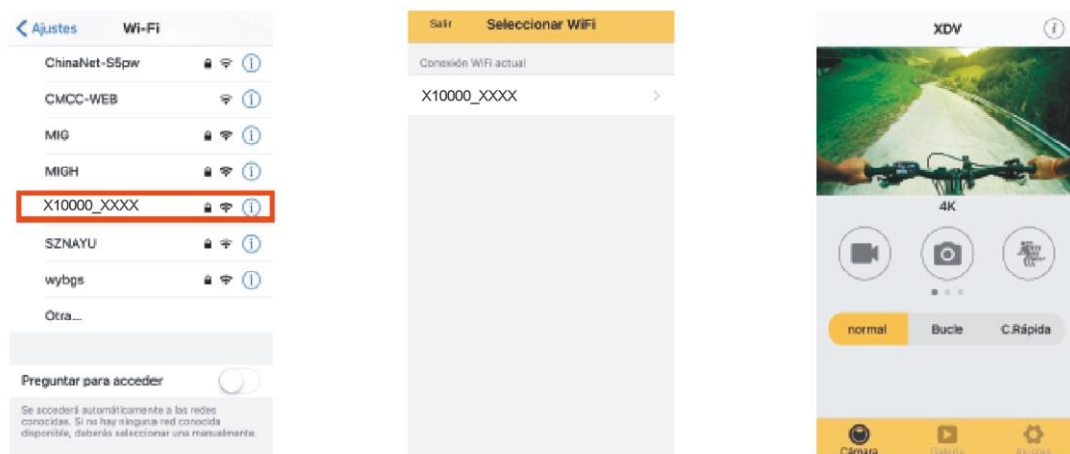 Ajustes Wi-Fi
ChinaNet-S5pw
CMCC-WEB
MIG
MIGH
X10000_XXXX
SZNAYU
wybgs
Otra...
Preguntar para acceder
Se accederá automáticamente a las redes
conocidas. Si no hay ninguna red conocida
disponible, deberás seleccionar una manualmente.
Salir Seleccionar WiFi
Conexión WiFi actual
X10000_XXXX
XDV
4K
normal Bucle C.Rápida
Cámara Galería Ajustes